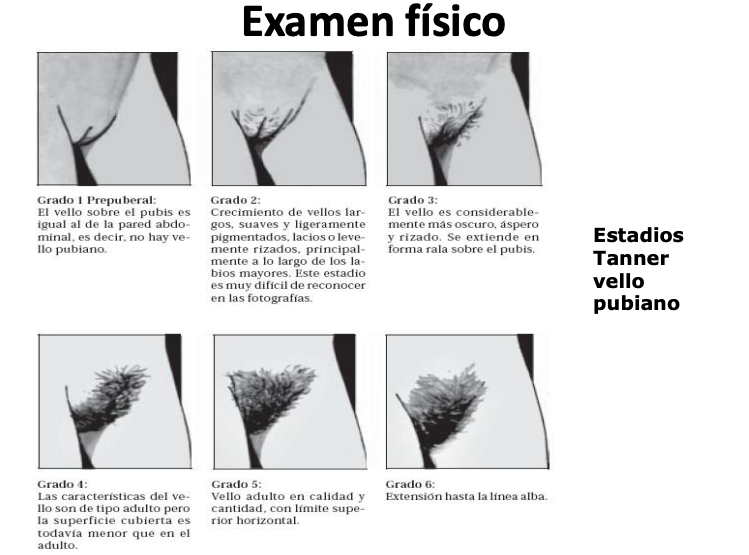 Examen físico
Grado 1 Prepuberal:
El vello sobre el pubis es
igual al de la pared abdo-
minal, es decir, no hay ve-
llo pubiano.
Grado 2:
Crecimiento de vellos lar-
gos, suaves y ligeramente
pigmentados, lacios o leve-
mente rizados, principal-
mente a lo largo de los la-
bios mayores. Este estadio
es muy difícil de reconocer
en las fotografías.
Grado 3:
El vello es considerable-
mente más oscuro, áspero
y rizado. Se extiende en
forma rala sobre el pubis.
Estadios
Tanner
vello
pubiano
Grado 4:
Las características del ve-
llo son de tipo adulto pero
la superficie cubierta es
todavía menor que en el
adulto.
Grado 5:
Vello adulto en calidad y
cantidad, con límite supe-
rior horizontal.
Grado 6:
Extensión hasta la línea alba.